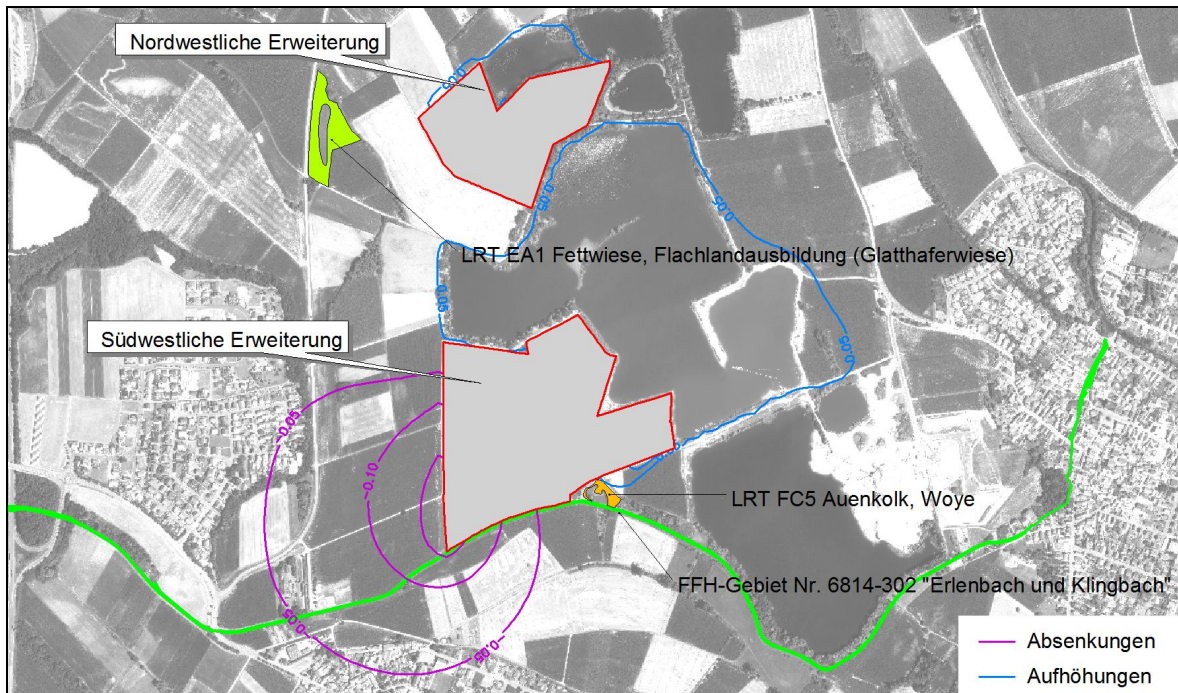 Nordwestliche Erweiterung
0.05
0.05
0.05
LRT EA1 Fettwiese, Flachlandausbildung (Glatthaferwiese)
0.05
Südwestliche Erweiterung
0.05
-0.05
-0.10
LRT FC5 Auenkolk, Woye
FFH-Gebiet Nr. 6814-302 "Erlenbach und Klingbach"
-0.05
-0.05
Absenkungen
Aufhöhungen